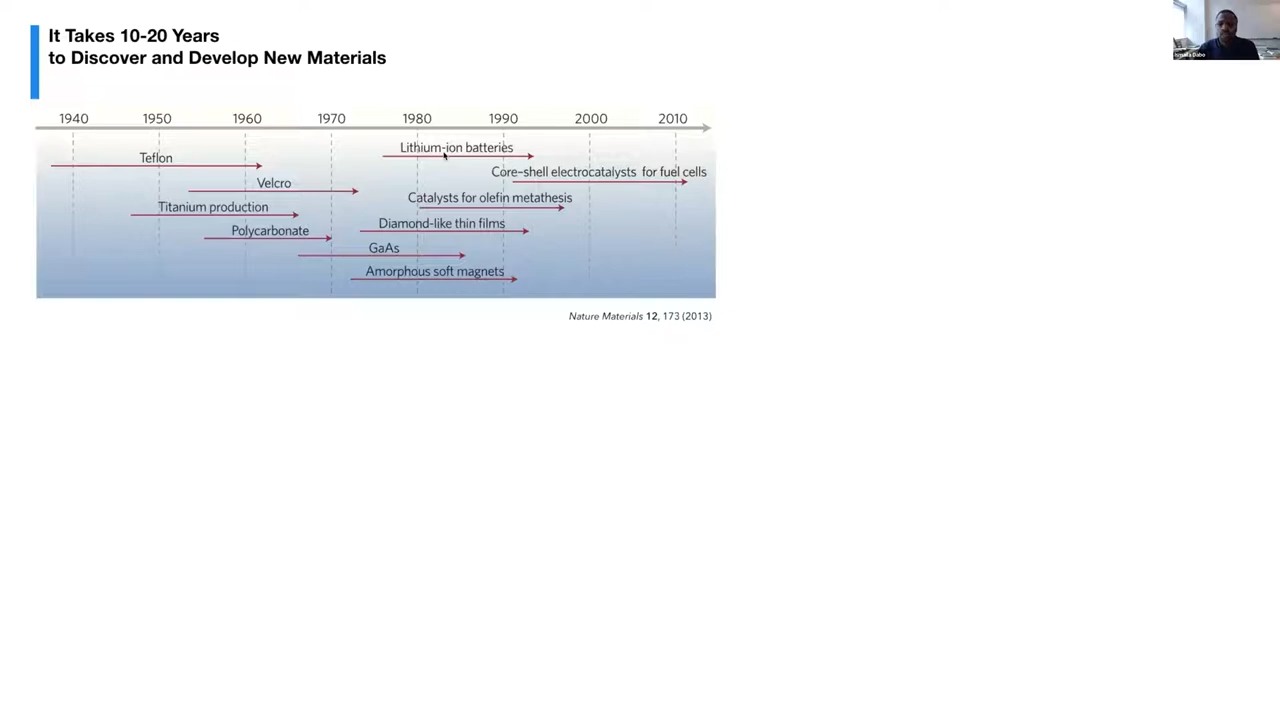 It Takes 10-20 Years
to Discover and Develop New Materials
1940 1950 1960 1970 1980 1990 2000 2010
Lithium-ion batteries
Teflon
Core-shell electrocatalysts for fuel cells
Velcro
Catalysts for olefin metathesis
Titanium production
Diamond-like thin films
Polycarbonate
GaAs
Amorphous soft magnets
Nature Materials 12, 173 (2013)
Ismaila Dabo